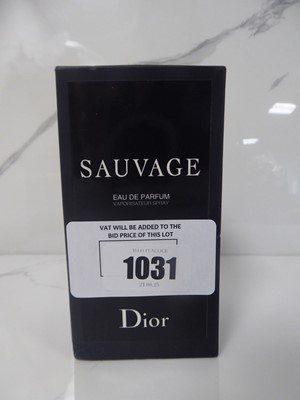 SAUVAGE
EAU DE PARFUM
VAPORISATEUR SPRAY
VAT WILL BE ADDED TO THE
BID PRICE OF THIS LOT
1031
Dior